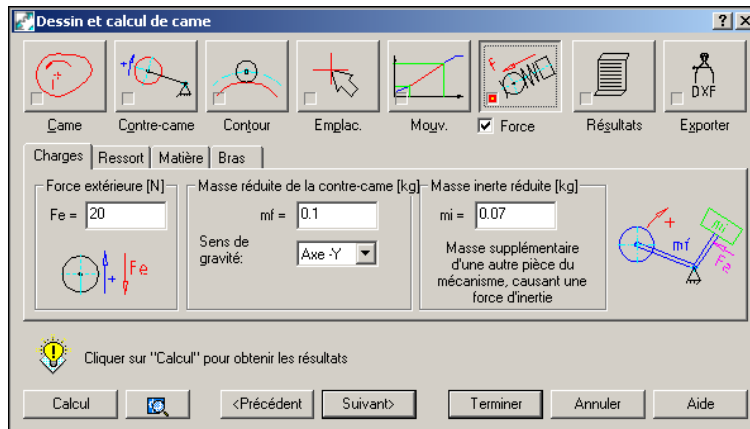 Dessin et calcul de came
F
DXF
Came
Contre-came
Contour
Emplac.
Mouv.
Force
Résultats
Exporter
Charges
Ressort
Matière
Bras
Force extérieure [N]
Fe = 20
+ Fe
Masse réduite de la contre-came [kg]
mf = 0.1
Sens de
gravité:
Axe -Y
Masse inerte réduite [kg]
mi = 0.07
Masse supplémentaire
d'une autre pièce du
mécanisme, causant une
force d'inertie
+
mi
mf
Fe
Cliquer sur "Calcul" pour obtenir les résultats
Calcul
<Précédent
Suivant>
Terminer
Annuler
Aide